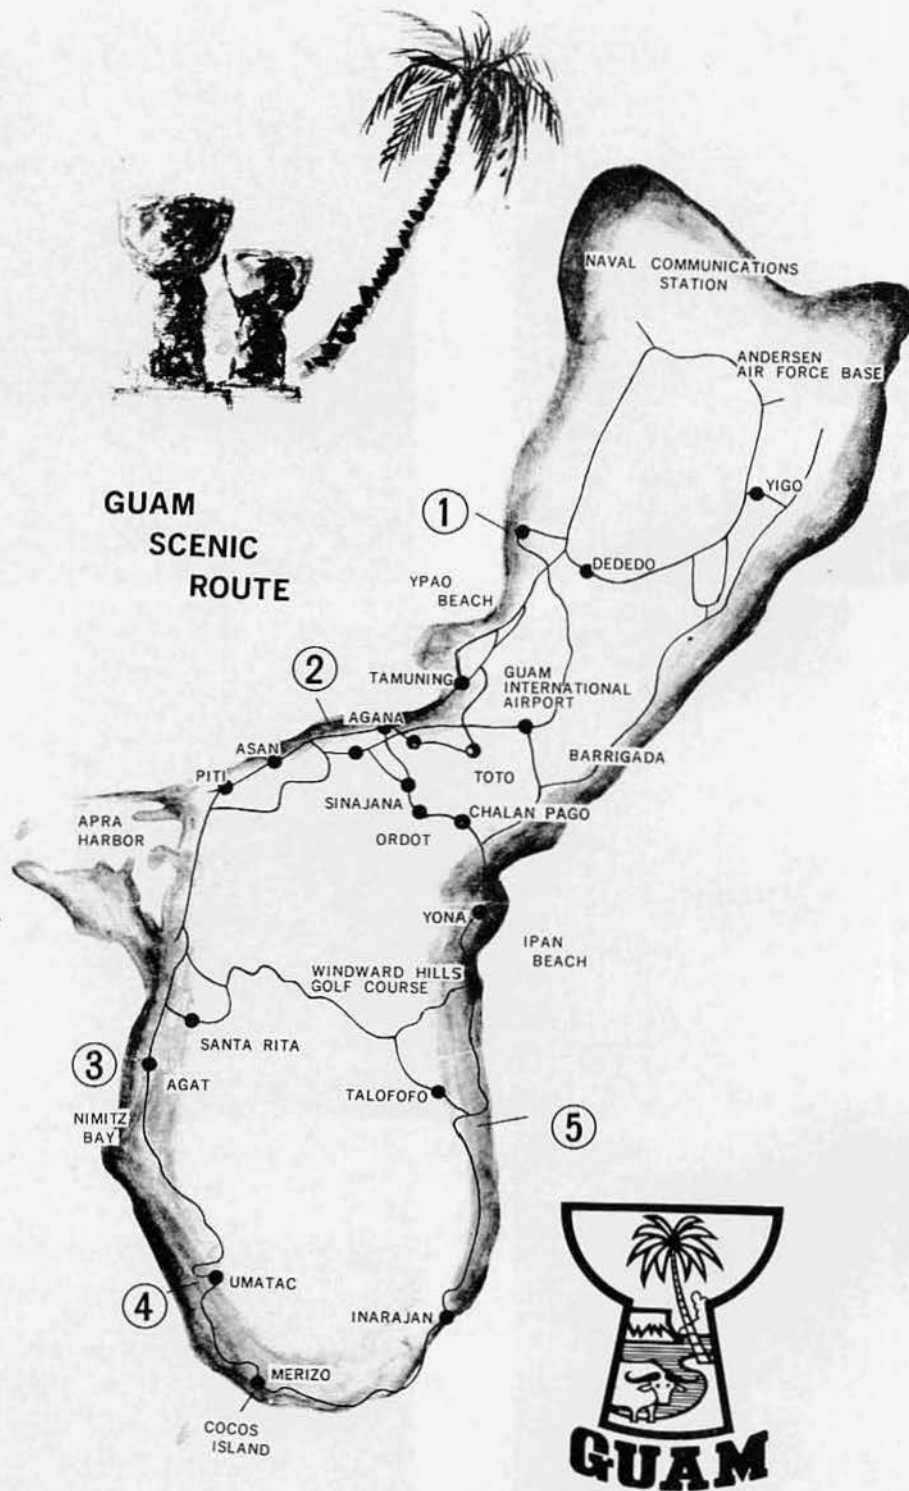 NAVAL COMMUNICATIONS
STATION
ANDERSEN
AIR FORCE BASE
GUAM
SCENIC
ROUTE
1
YIGO
DEDEDO
YPAO
BEACH
2
TAMUNING
GUAM
INTERNATIONAL
AIRPORT
AGANA
ASAN
BARRIGADA
PITI
TOTO
SINAJANA
CHALAN PAGO
APRA
HARBOR
ORDOT
YONA
IPAN
BEACH
WINDWARD HILLS
GOLF COURSE
SANTA RITA
3
AGAT
TALOFOFO
NIMITZ
BAY
5
UMATAC
4
INARAJAN
MERIZO
COCOS
ISLAND
GUAM